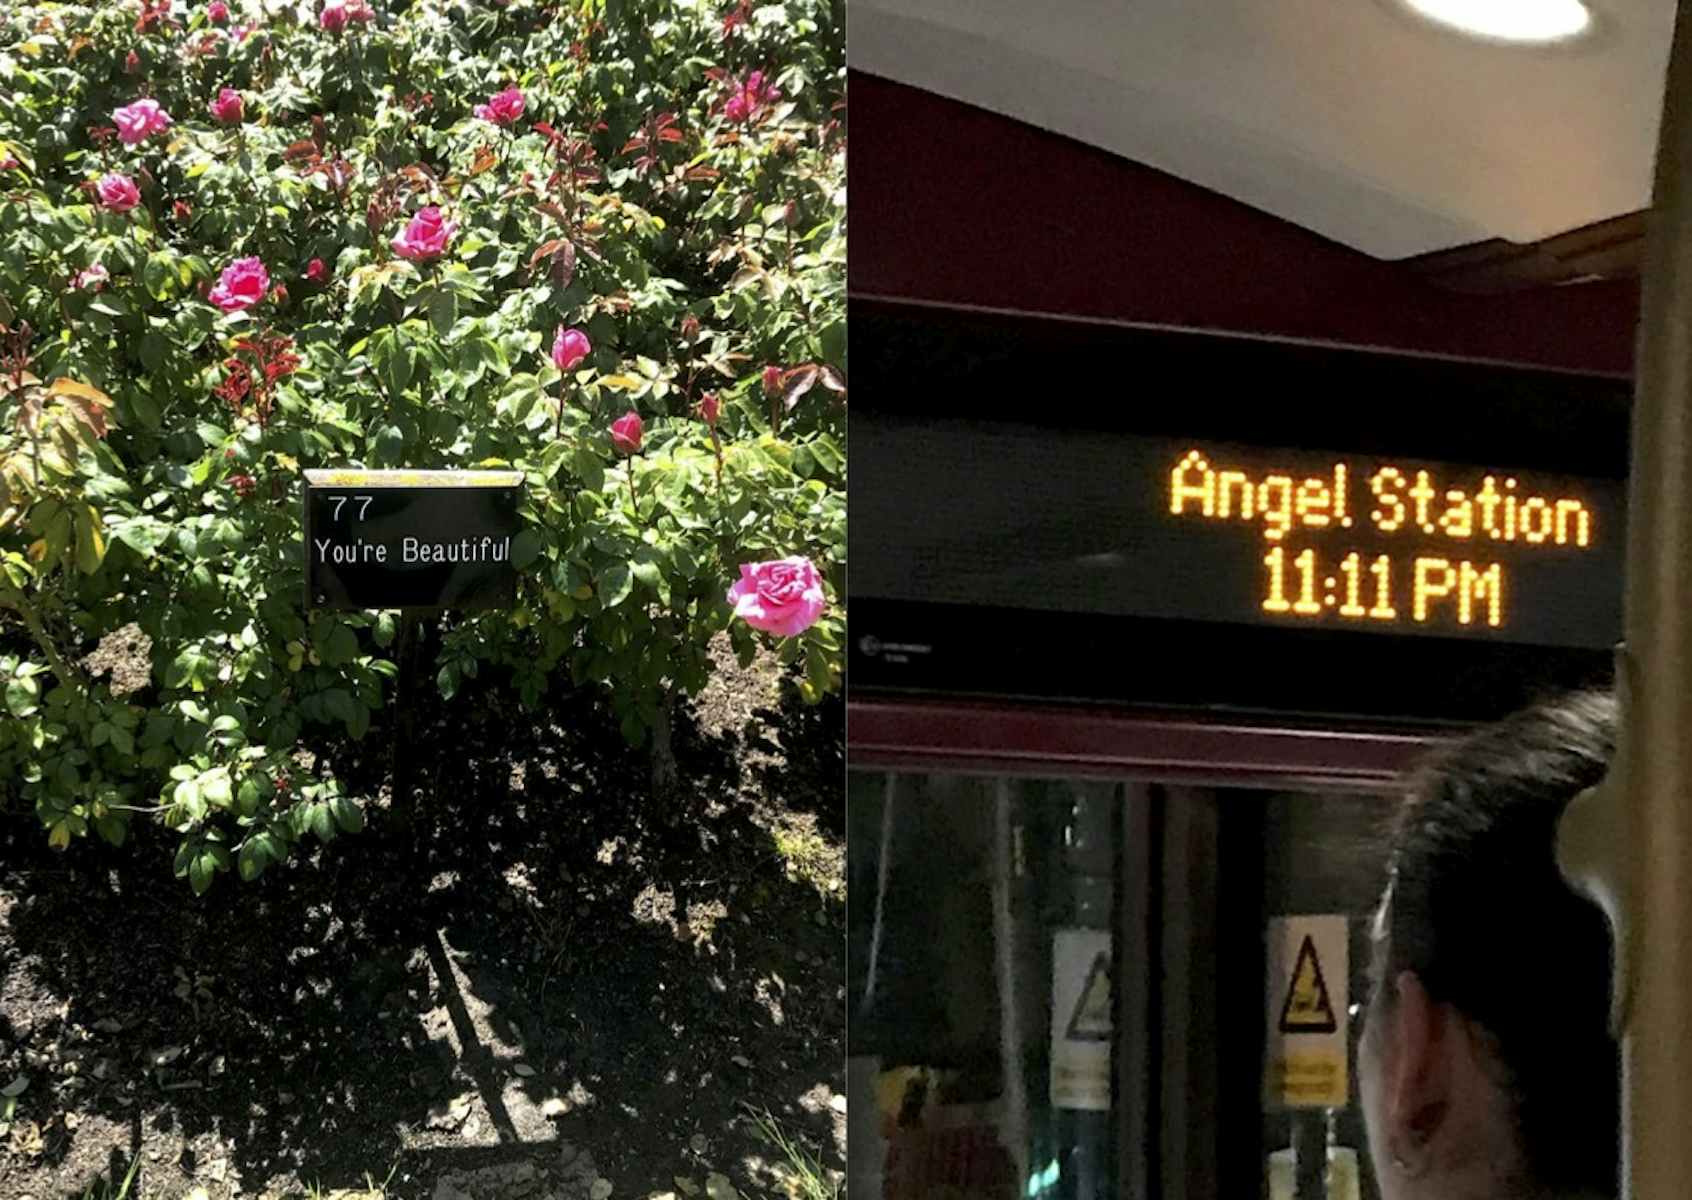 77
You're Beautiful
Angel Station
11:11 PM